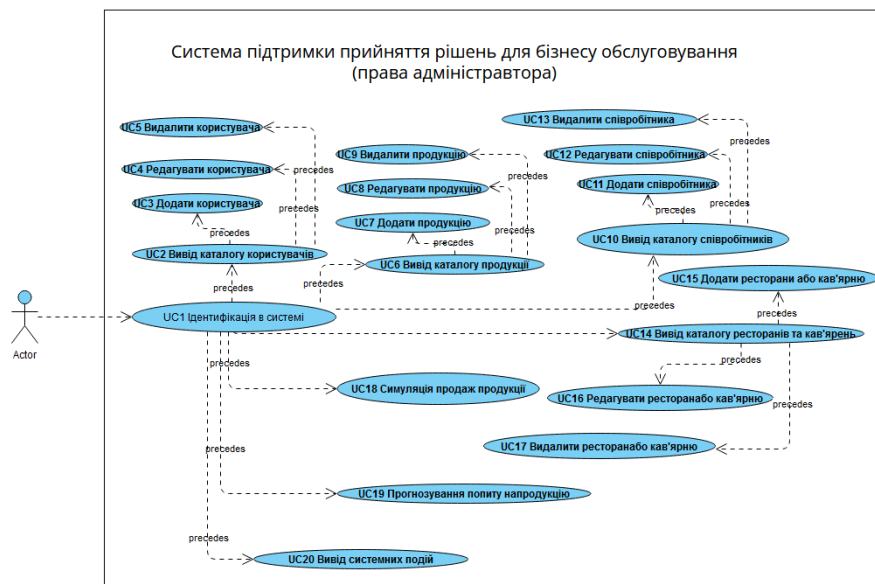 Система підтримки прийняття рішень для бізнесу обслуговування
(права адміністравтора)
UC13 Видалити співробітника
UC5 Видалити користувача
precedes
UC9 Видалити продукцію
UC12 Редагувати співробітника
precedes
UC4 Редагувати користувача
precedes
UC8 Редагувати продукцію
UC11 Додати співробітника
precedes
UC3 Додати користувача
precedes
precedes
precedes
UC7 Додати продукцію
precedes
precedes
UC10 Вивід каталогу співробітників
precedes
UC2 Вивід каталогу користувачів
UC6 Вивід каталогу продукції
UC15 Додати ресторани або кав'ярню
precedes
precedes
precedes
precedes
UC1 Ідентифікація в системі
UC14 Вивід каталогу ресторанів та кав'ярень
Actor
precedes
precedes
UC18 Симуляція продаж продукції
UC16 Редагувати ресторанабо кав'ярню
precedes
UC17 Видалити ресторанабо кав'ярню
precedes
UC19 Прогнозування попиту напродукцію
precedes
UC20 Вивід системних подій